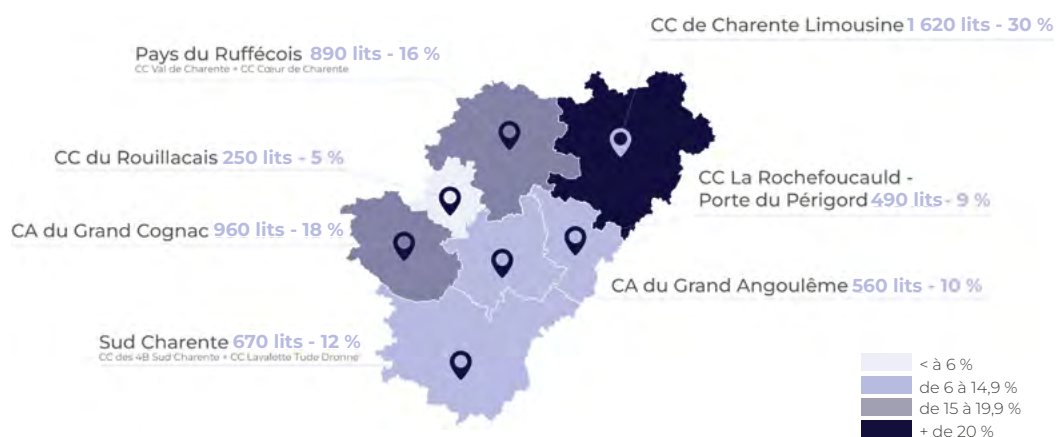 CC de Charente Limousine 1 620 lits - 30 %
Pays du Ruffécois 890 lits - 16 %
CC Val de Charente + CC Cœur de Charente
CC du Rouillacais 250 lits - 5 %
CC La Rochefoucauld -
Porte du Périgord 490 lits - 9 %
CA du Grand Cognac 960 lits - 18 %
CA du Grand Angoulême 560 lits - 10 %
Sud Charente 670 lits - 12 %
CC des 4B Sud Charente + CC Lavalette Tude Dronne
< à 6 %
de 6 à 14,9 %
de 15 à 19,9 %
+ de 20 %